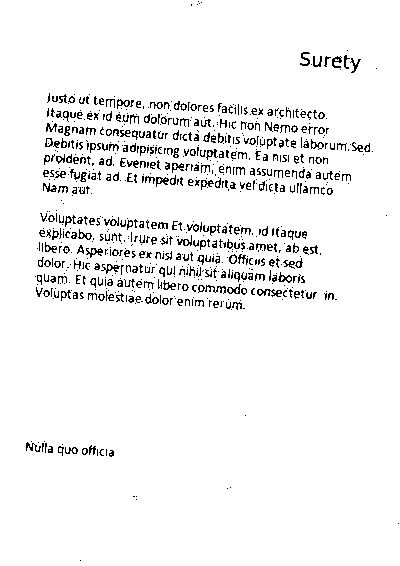 Surety
Justo ut tempore, non dolores facilis ex architecto.
Itaque ex id eum dolorum aut. Hic non Nemo error
Magnam consequatur dicta debitis voluptate laborum. Sed.
Debitis ipsum adipisicing voluptatem. Ea nisi et non
proident, ad. Eveniet aperiam, enim assumenda autem
esse fugiat ad. Et impedit expedita vel dicta ullamco
Nam aut.
Voluptates voluptatem Et voluptatem. id Itaque
explicabo, sunt. Irure sit voluptatibus amet, ab est,
libero. Asperiores ex nisi aut quia. Officiis et sed
dolor. Hic aspernatur qui nihil sit aliquam laboris
quam. Et quia autem libero commodo consectetur in.
Voluptas molestiae dolor enim rerum.
Nulla quo officia